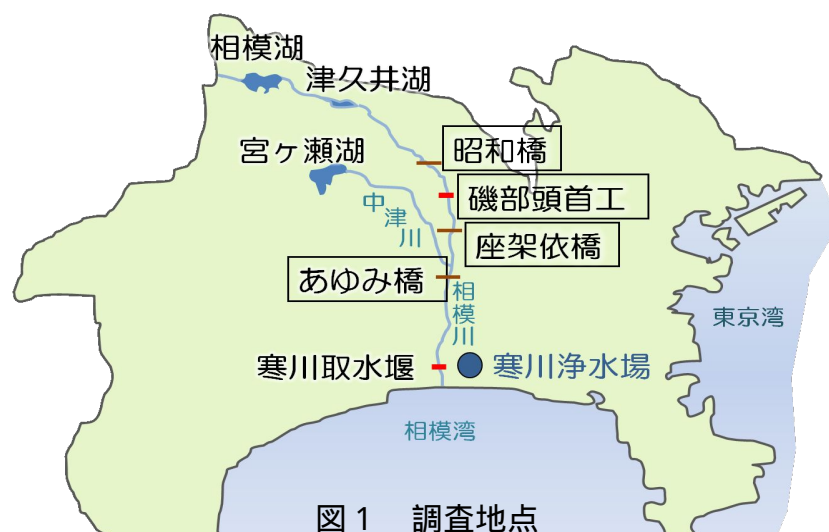 相模湖
津久井湖
宮ヶ瀬湖
昭和橋
磯部頭首工
中津川
座架依橋
あゆみ橋
相模川
東京湾
寒川取水堰
寒川浄水場
相模湾
図1 調査地点